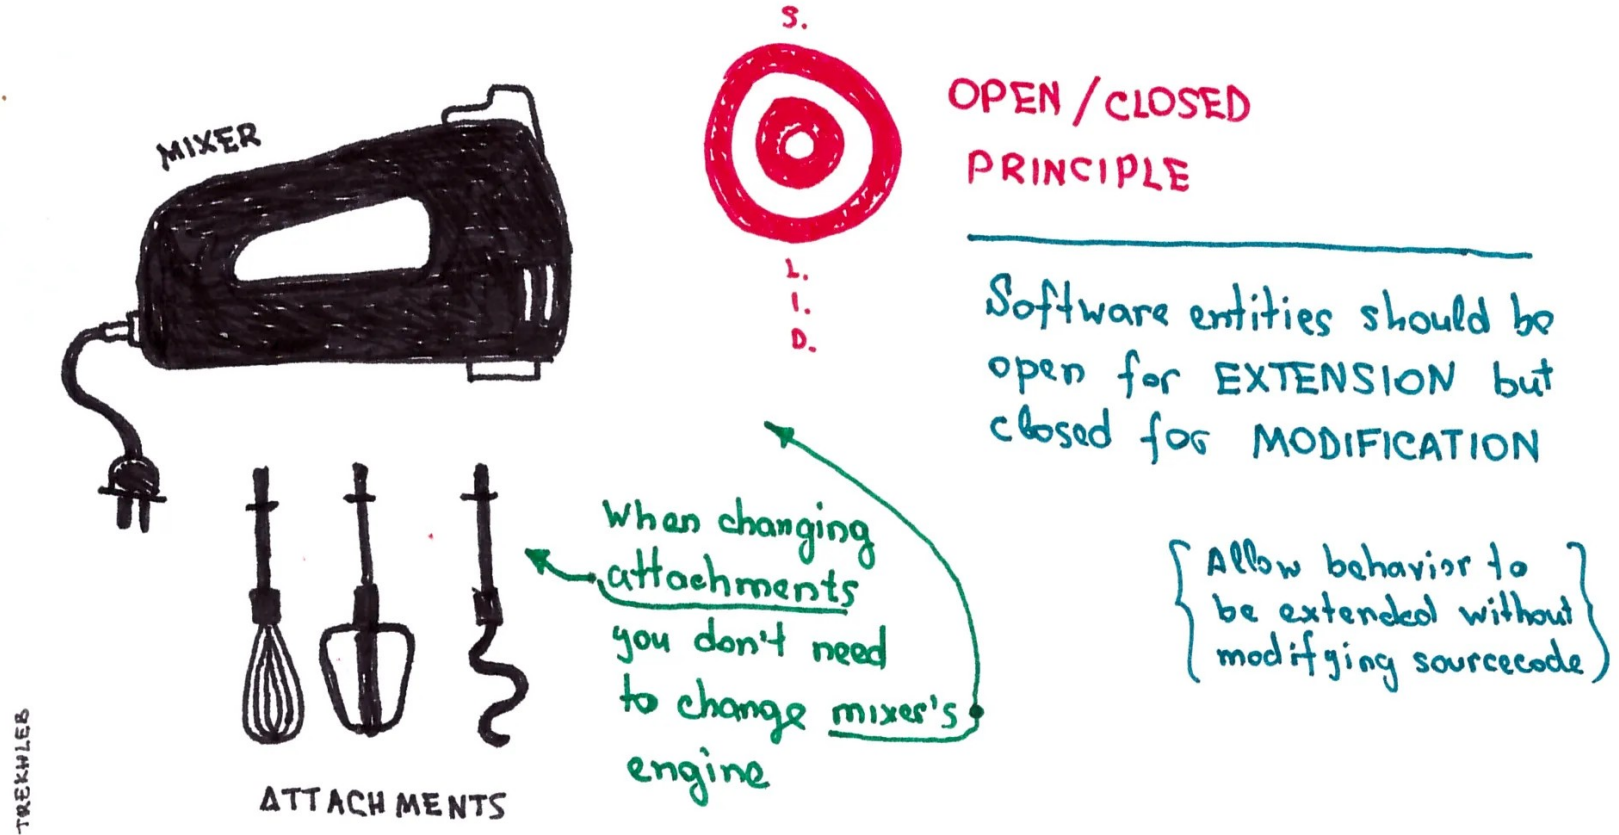 MIXER
S.
L.
I.
D.
OPEN/CLOSED
PRINCIPLE
Software entities should be
open for EXTENSION but
closed for MODIFICATION
When changing
attachments
you don't need
to change mixer's
engine
Allow behavior to
be extended without
modifying sourcecode
ATTACHMENTS
TREKHLEB